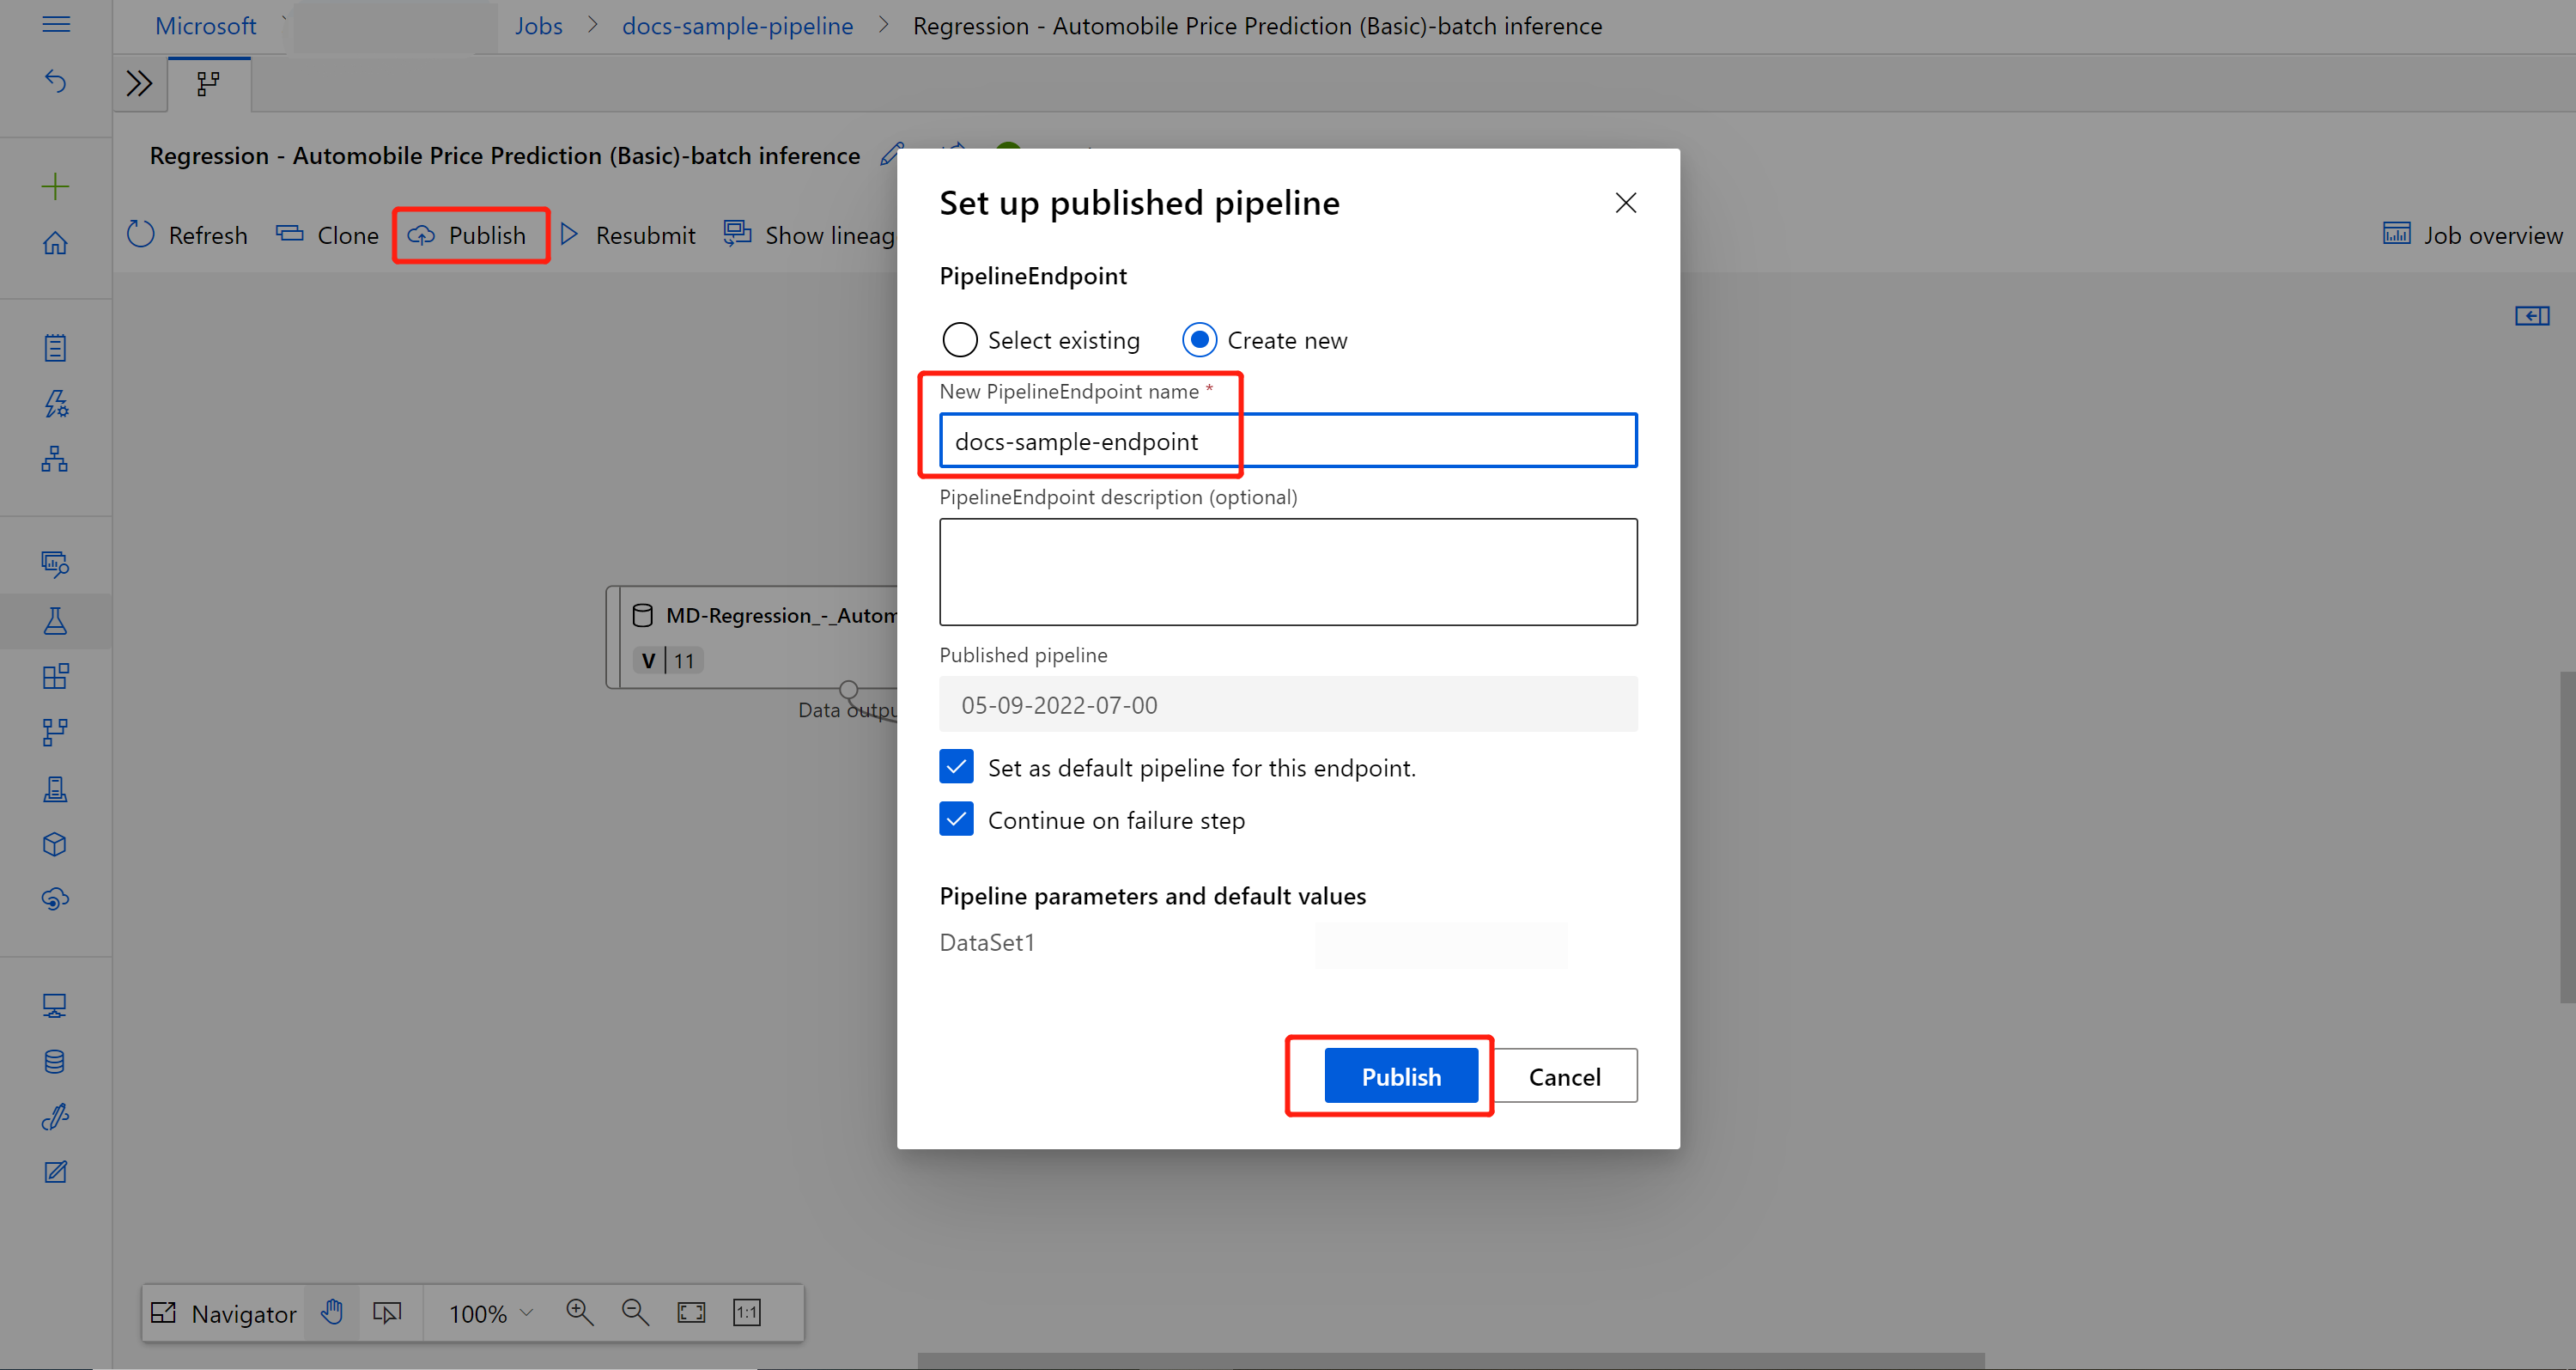 Microsoft > Jobs > docs-sample-pipeline > Regression - Automobile Price Prediction (Basic)-batch inference
Regression - Automobile Price Prediction (Basic)-batch inference
Refresh Clone Publish Resubmit Show lineag Job overview
MD-Regression_-_Autom
V 11
Data outpu
Set up published pipeline
PipelineEndpoint
Select existing Create new
New PipelineEndpoint name *
docs-sample-endpoint
PipelineEndpoint description (optional)
Published pipeline
05-09-2022-07-00
Set as default pipeline for this endpoint.
Continue on failure step
Pipeline parameters and default values
DataSet1
Publish Cancel
Navigator 100% 1:1